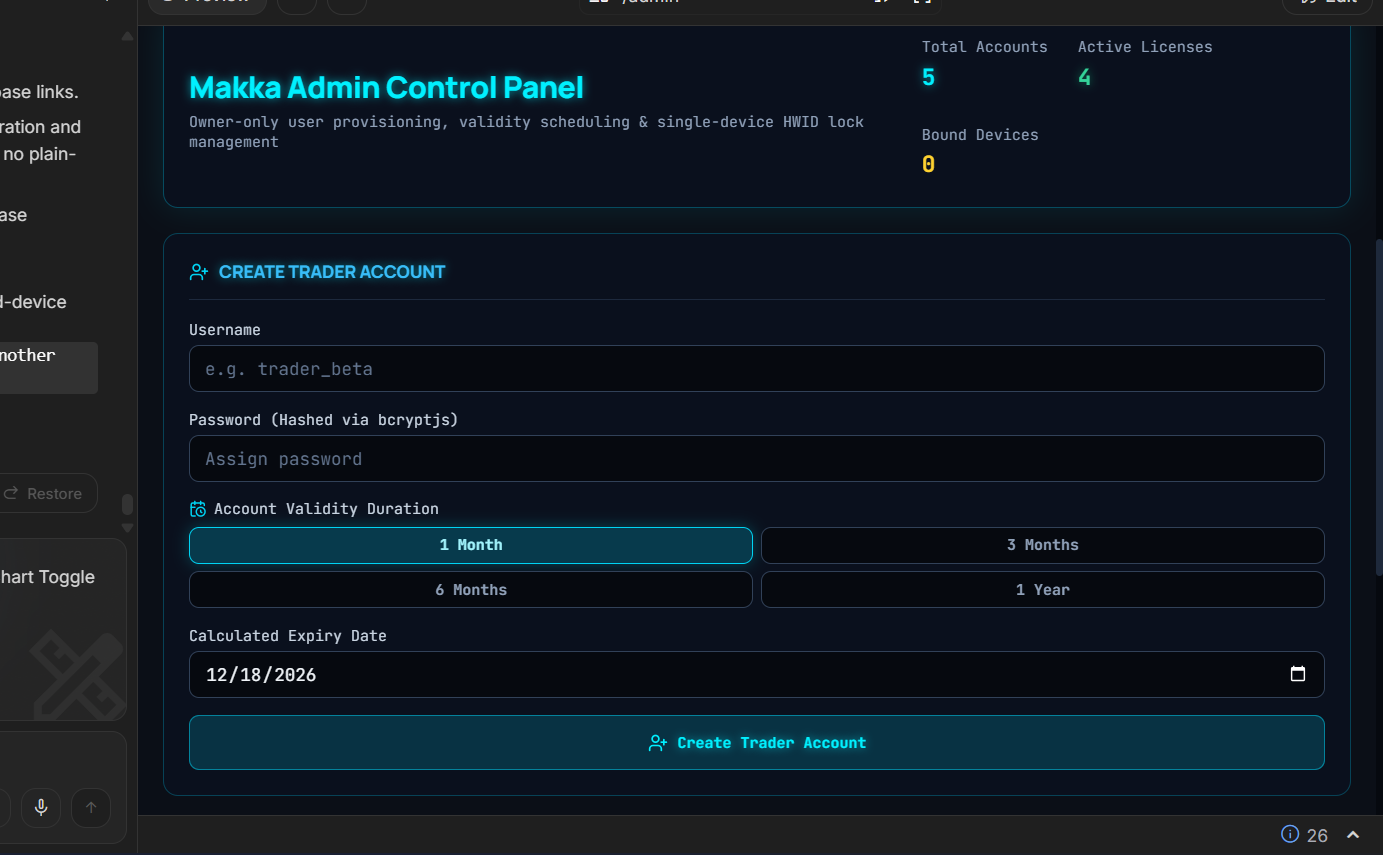 ase links.
ration and
no plain-
ase
d-device
nother
Restore
hart Toggle
Total Accounts
Active Licenses
5
4
Makka Admin Control Panel
Owner-only user provisioning, validity scheduling & single-device HWID lock
management
Bound Devices
0
CREATE TRADER ACCOUNT
Username
e.g. trader_beta
Password (Hashed via bcryptjs)
Assign password
Account Validity Duration
1 Month
3 Months
6 Months
1 Year
Calculated Expiry Date
12/18/2026
Create Trader Account
26